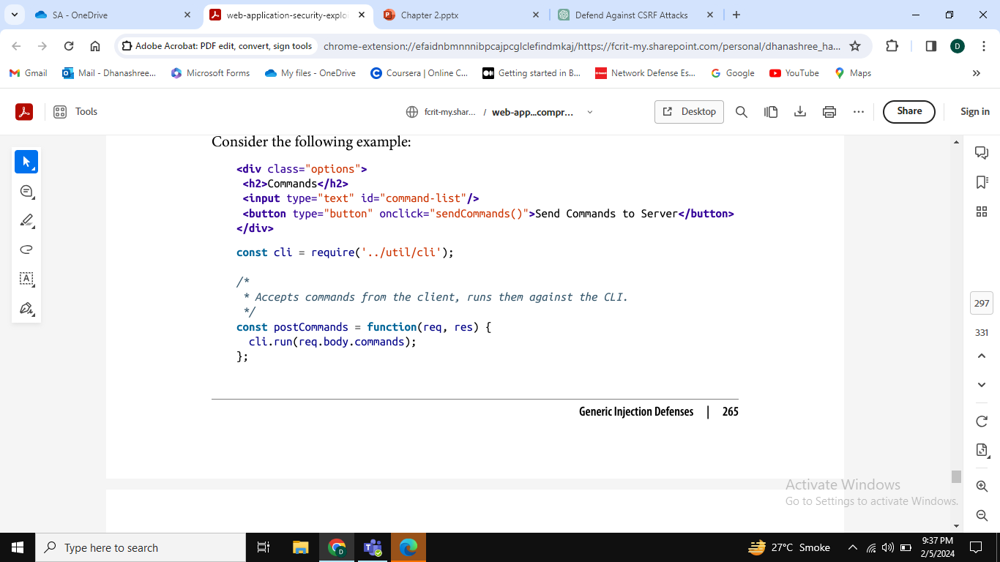 SA - OneDrive
web-application-security-exploi
Chapter 2.pptx
Defend Against CSRF Attacks
Adobe Acrobat: PDF edit, convert, sign tools
chrome-extension://efaidnbmnnnibpcajpcglclefindmkaj/https://fcrit-my.sharepoint.com/personal/dhanashree_ha...
D
Gmail
Mail - Dhanashree...
Microsoft Forms
My files - OneDrive
Coursera | Online C...
Getting started in B...
Network Defense Es...
Google
YouTube
Maps
Tools
fcrit-my.shar... / web-app...compr...
Desktop
Share
Sign in
Consider the following example:
<div class="options">
<h2>Commands</h2>
<input type="text" id="command-list"/>
<button type="button" onclick="sendCommands()">Send Commands to Server</button>
</div>
const cli = require('../util/cli');
/*
* Accepts commands from the client, runs them against the CLI.
*/
const postCommands = function(req, res) {
cli.run(req.body.commands);
};
Generic Injection Defenses | 265
297
331
Activate Windows
Go to Settings to activate Windows.
Type here to search
27°C Smoke
9:37 PM
2/5/2024